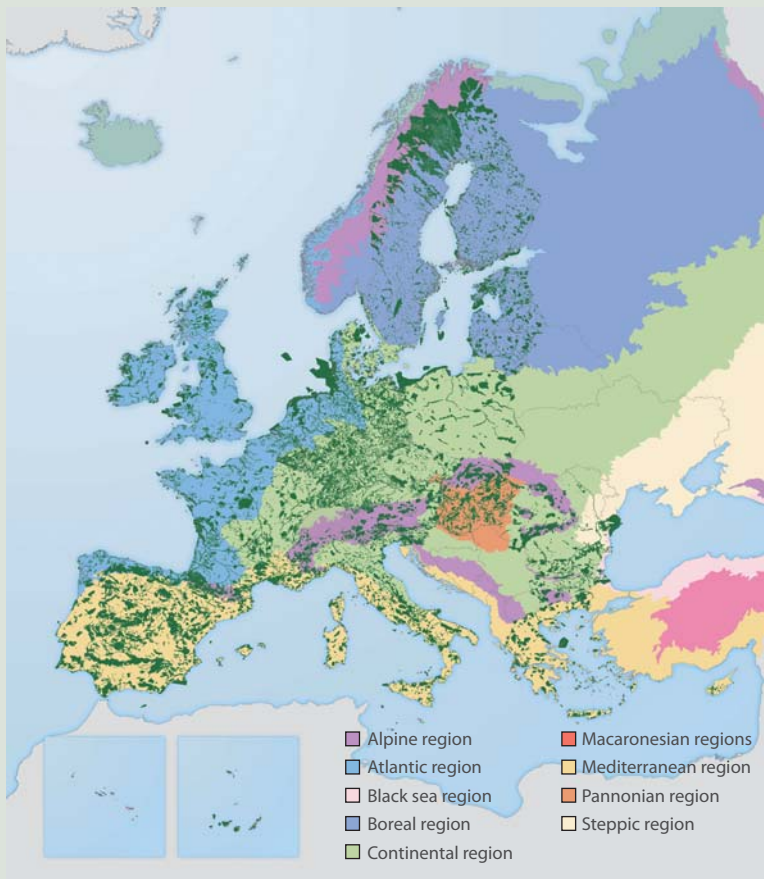 Alpine region
Atlantic region
Black sea region
Boreal region
Continental region
Macaronesian regions
Mediterranean region
Pannonian region
Steppic region